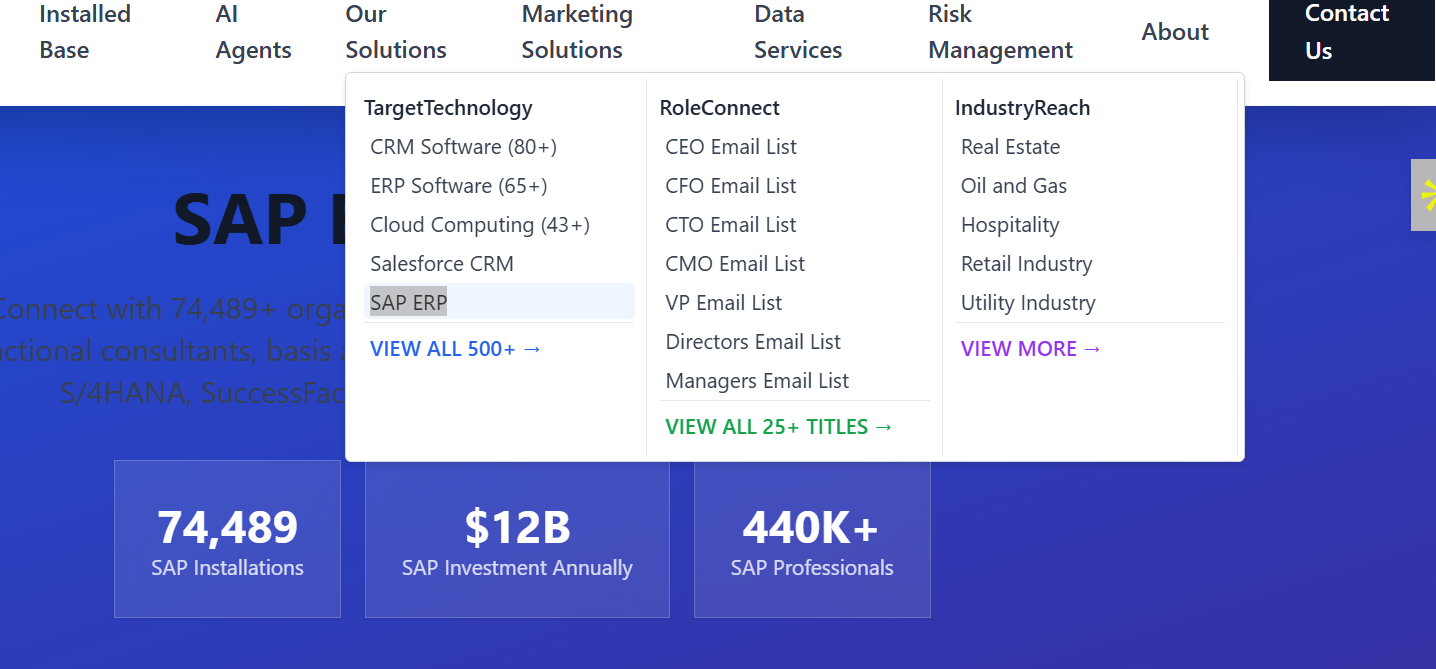 Installed
Base
AI
Agents
Our
Solutions
Marketing
Solutions
Data
Services
Risk
Management
About
Contact
Us
TargetTechnology
CRM Software (80+)
ERP Software (65+)
Cloud Computing (43+)
Salesforce CRM
SAP ERP
VIEW ALL 500+ →
RoleConnect
CEO Email List
CFO Email List
CTO Email List
CMO Email List
VP Email List
Directors Email List
Managers Email List
VIEW ALL 25+ TITLES →
IndustryReach
Real Estate
Oil and Gas
Hospitality
Retail Industry
Utility Industry
VIEW MORE →
SAP
Connect with 74,489+ orga
ctional consultants, basis
S/4HANA, SuccessFac
74,489
SAP Installations
$12B
SAP Investment Annually
440K+
SAP Professionals